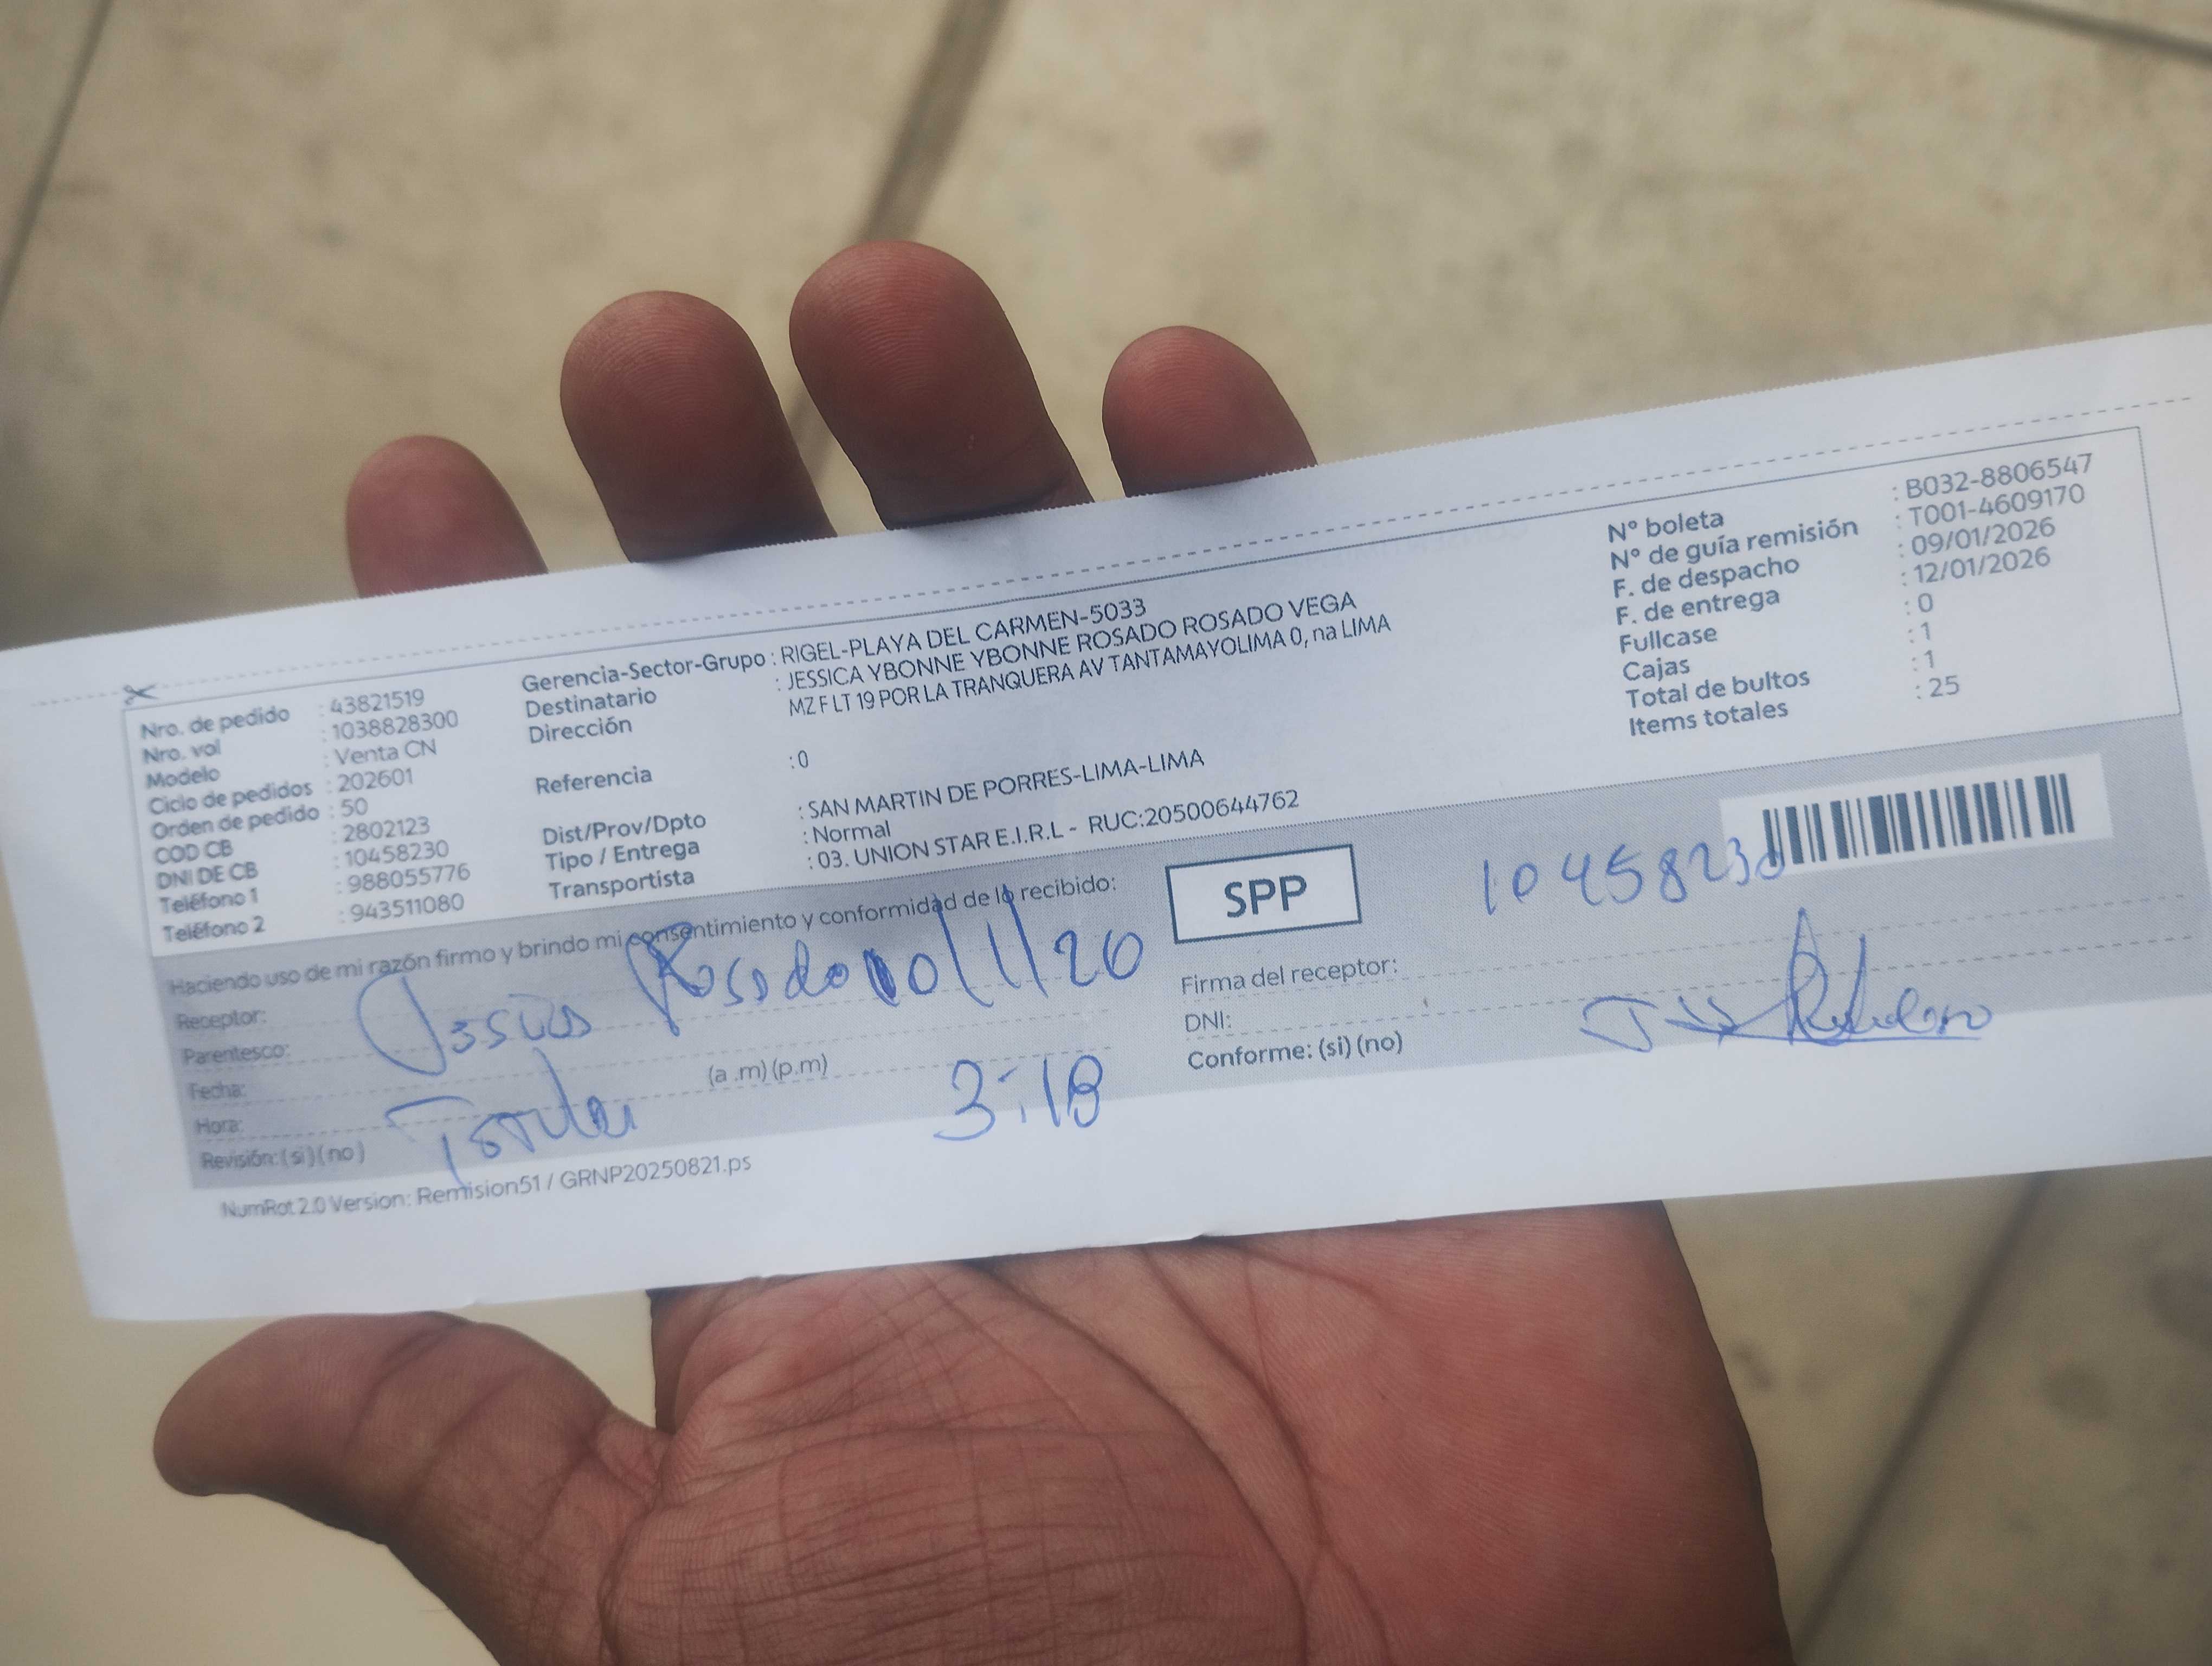 Nro. de pedido : 43821519
Nro. vol : 1038828300
Modelo : Venta CN
Ciclo de pedidos : 202601
Orden de pedido : 50
COD CB : 2802123
DNI DE CB : 10458230
Teléfono 1 : 988055776
Teléfono 2 : 943511080
Gerencia-Sector-Grupo : RIGEL-PLAYA DEL CARMEN-5033
Destinatario : JESSICA YBONNE YBONNE ROSADO ROSADO VEGA
Dirección MZ F LT 19 POR LA TRANQUERA AV TANTAMAYOLIMA 0, na LIMA
Referencia : 0
Dist/Prov/Dpto : SAN MARTIN DE PORRES-LIMA-LIMA
Tipo / Entrega : Normal
Transportista : 03. UNION STAR E.I.R.L - RUC:20500644762
N° boleta : B032-8806547
N° de guía remisión : T001-4609170
F. de despacho : 09/01/2026
F. de entrega : 12/01/2026
Fullcase : 0
Cajas : 1
Total de bultos : 1
Items totales : 25
Haciendo uso de mi razón firmo y brindo mi consentimiento y conformidad de lo recibido:
Receptor: Rosado 10/1/26
Parentesco:
Fecha:
Hora: (a .m) (p.m) 3:18
Revisión: (si) (no)
SPP
10458230
Firma del receptor:
DNI:
Conforme: (si) (no)
NumRot 2.0 Version: Remision51 / GRNP20250821.ps